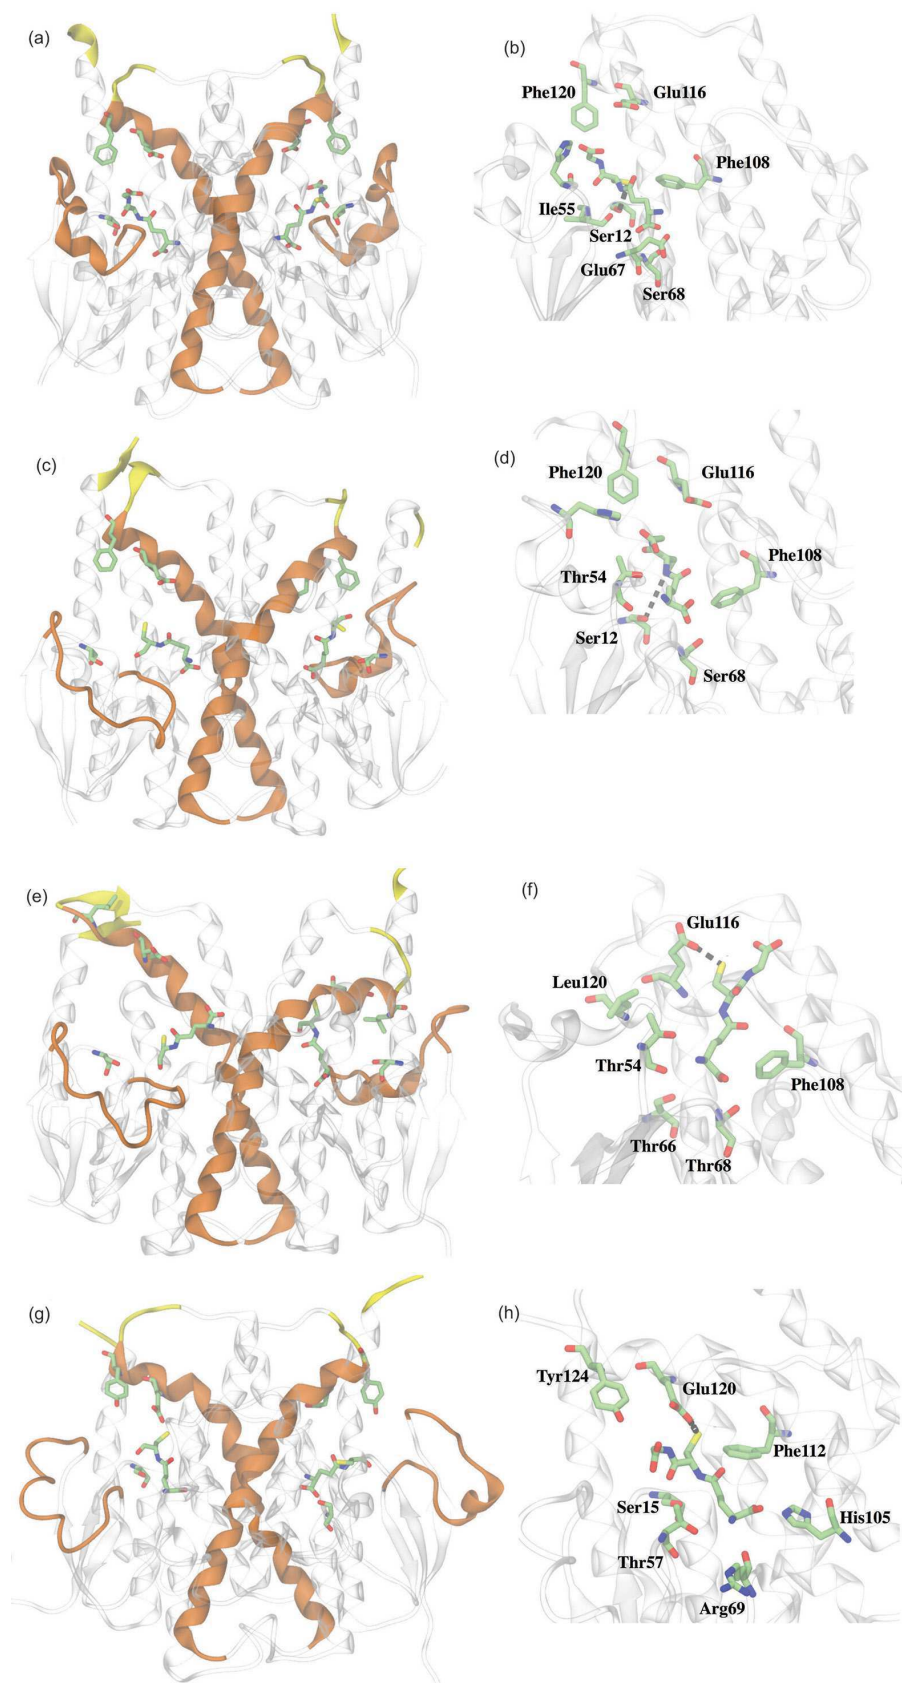 (a)
(b)
Phe120
Glu116
Phe108
Ile55
Ser12
Glu67
Ser68
(c)
(d)
Phe120
Glu116
Phe108
Thr54
Ser12
Ser68
(e)
(f)
Glu116
Leu120
Thr54
Phe108
Thr66
Thr68
(g)
(h)
Tyr124
Glu120
Phe112
Ser15
His105
Thr57
Arg69